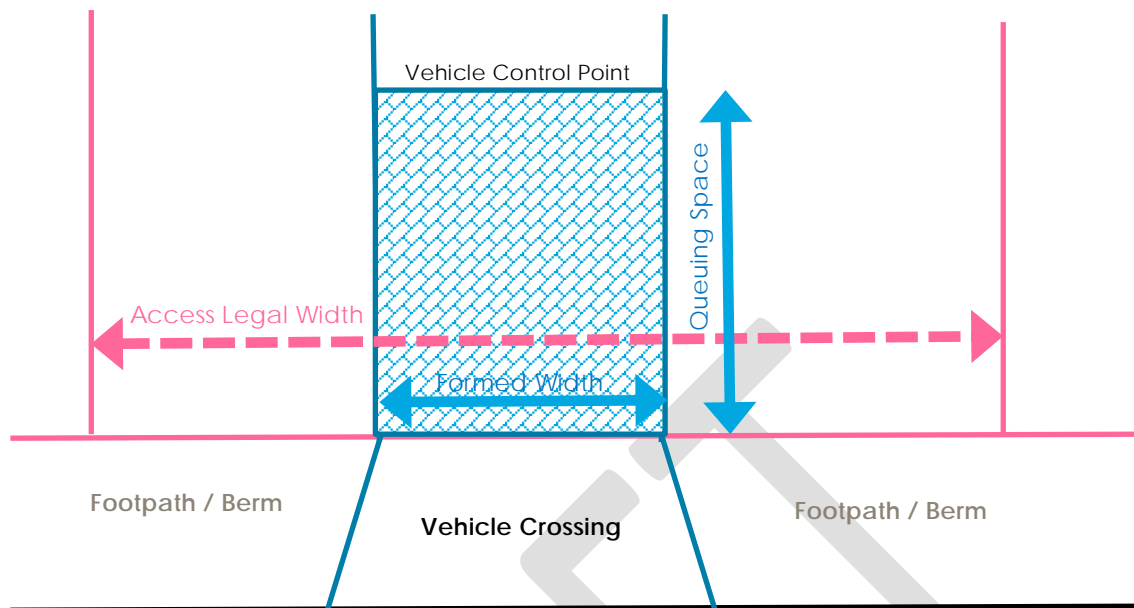 Vehicle Control Point
Queuing Space
Access Legal Width
Formed Width
Footpath / Berm
Vehicle Crossing
Footpath / Berm